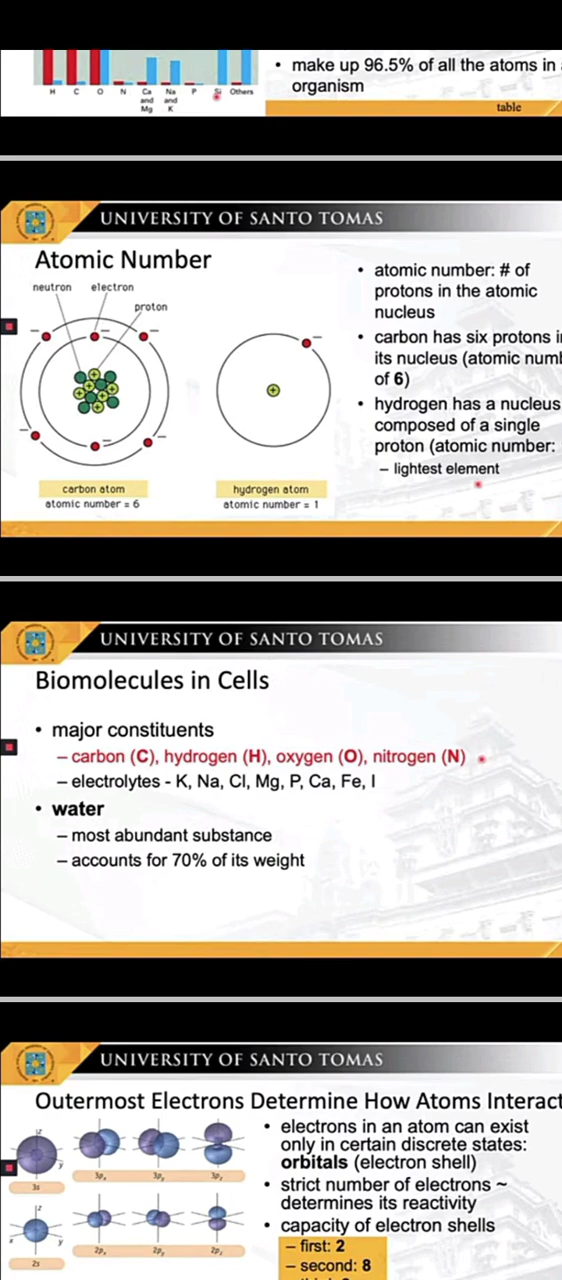 H C O N Ca and Mg Na and K P Si Others
• make up 96.5% of all the atoms in
organism
table
UNIVERSITY OF SANTO TOMAS
Atomic Number
neutron electron
proton
carbon atom
atomic number = 6
hydrogen atom
atomic number = 1
• atomic number: # of
protons in the atomic
nucleus
• carbon has six protons
its nucleus (atomic
of 6)
• hydrogen has a nucleus
composed of a single
proton (atomic number:
– lightest element
UNIVERSITY OF SANTO TOMAS
Biomolecules in Cells
• major constituents
– carbon (C), hydrogen (H), oxygen (O), nitrogen (N)
– electrolytes - K, Na, Cl, Mg, P, Ca, Fe, I
• water
– most abundant substance
– accounts for 70% of its weight
UNIVERSITY OF SANTO TOMAS
Outermost Electrons Determine How Atoms Interact
z
y
3s 3pₓ 3pᵧ 3p_z
z
x y
2s 2pₓ 2pᵧ 2p_z
• electrons in an atom can exist
only in certain discrete states:
orbitals (electron shell)
• strict number of electrons ~
determines its reactivity
• capacity of electron shells
– first: 2
– second: 8